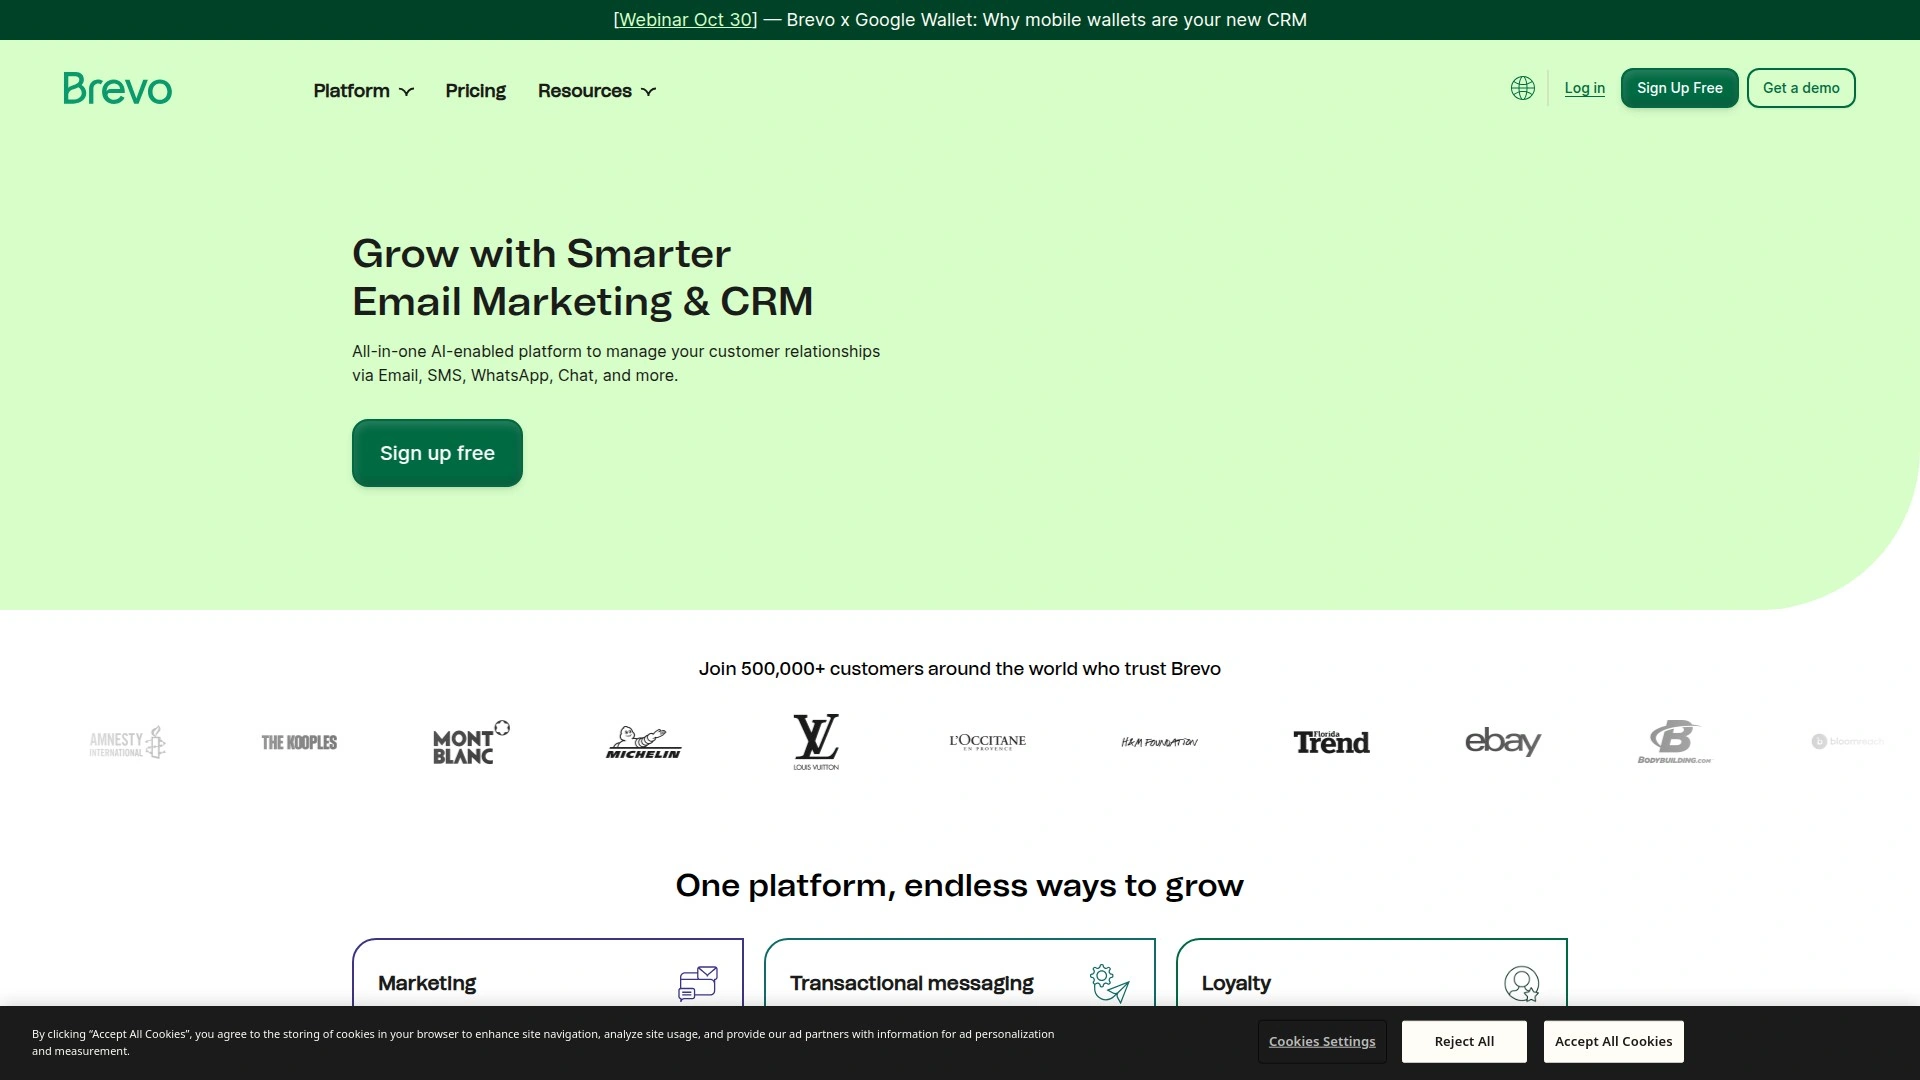 [Webinar Oct 30] — Brevo x Google Wallet: Why mobile wallets are your new CRM
Brevo
Platform
Pricing
Resources
Log in
Sign Up Free
Get a demo
Grow with Smarter
Email Marketing & CRM
All-in-one AI-enabled platform to manage your customer relationships
via Email, SMS, WhatsApp, Chat, and more.
Sign up free
Join 500,000+ customers around the world who trust Brevo
AMNESTY
INTERNATIONAL
THE KOOPLES
MONT
BLANC
MICHELIN
LV
LOUIS VUITTON
L'OCCITANE
EN PROVENCE
H&M FOUNDATION
Florida
Trend
ebay
B
BODYBUILDING.COM
b bloomreach
One platform, endless ways to grow
Marketing
Transactional messaging
Loyalty
By clicking “Accept All Cookies”, you agree to the storing of cookies in your browser to enhance site navigation, analyze site usage, and provide our ad partners with information for ad personalization
and measurement.
Cookies Settings
Reject All
Accept All Cookies